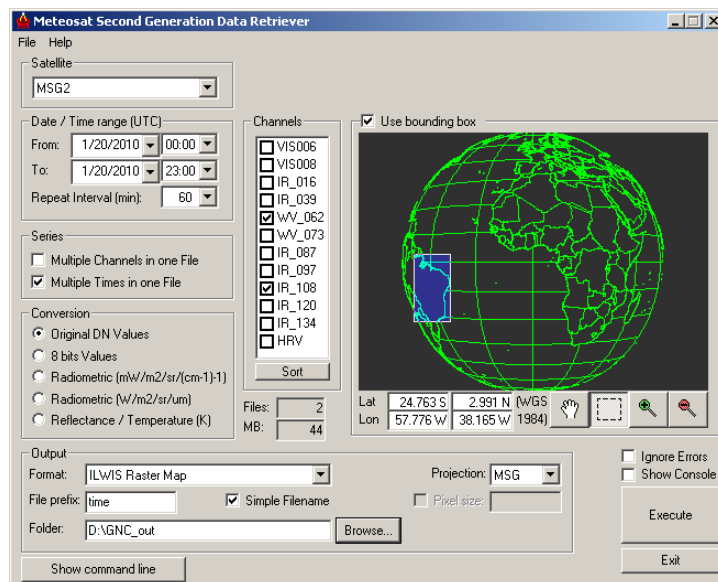 Meteosat Second Generation Data Retriever
File Help
Satellite
MSG2
Date / Time range (UTC)
From: 1/20/2010 00:00
To: 1/20/2010 23:00
Repeat Interval (min): 60
Series
Multiple Channels in one File
Multiple Times in one File
Conversion
Original DN Values
8 bits Values
Radiometric (mW/m2/sr/(cm-1)-1)
Radiometric (W/m2/sr/um)
Reflectance / Temperature (K)
Channels
VIS006
VIS008
IR_016
IR_039
WV_062
WV_073
IR_087
IR_097
IR_108
IR_120
IR_134
HRV
Sort
Files: 2
MB: 44
Use bounding box
Lat 24.763 S 2.991 N (WGS
Lon 57.776 W 38.165 W 1984)
Output
Format: ILWIS Raster Map Projection: MSG
File prefix: time Simple Filename Pixel size:
Folder: D:\GNC_out Browse...
Ignore Errors
Show Console
Execute
Exit
Show command line